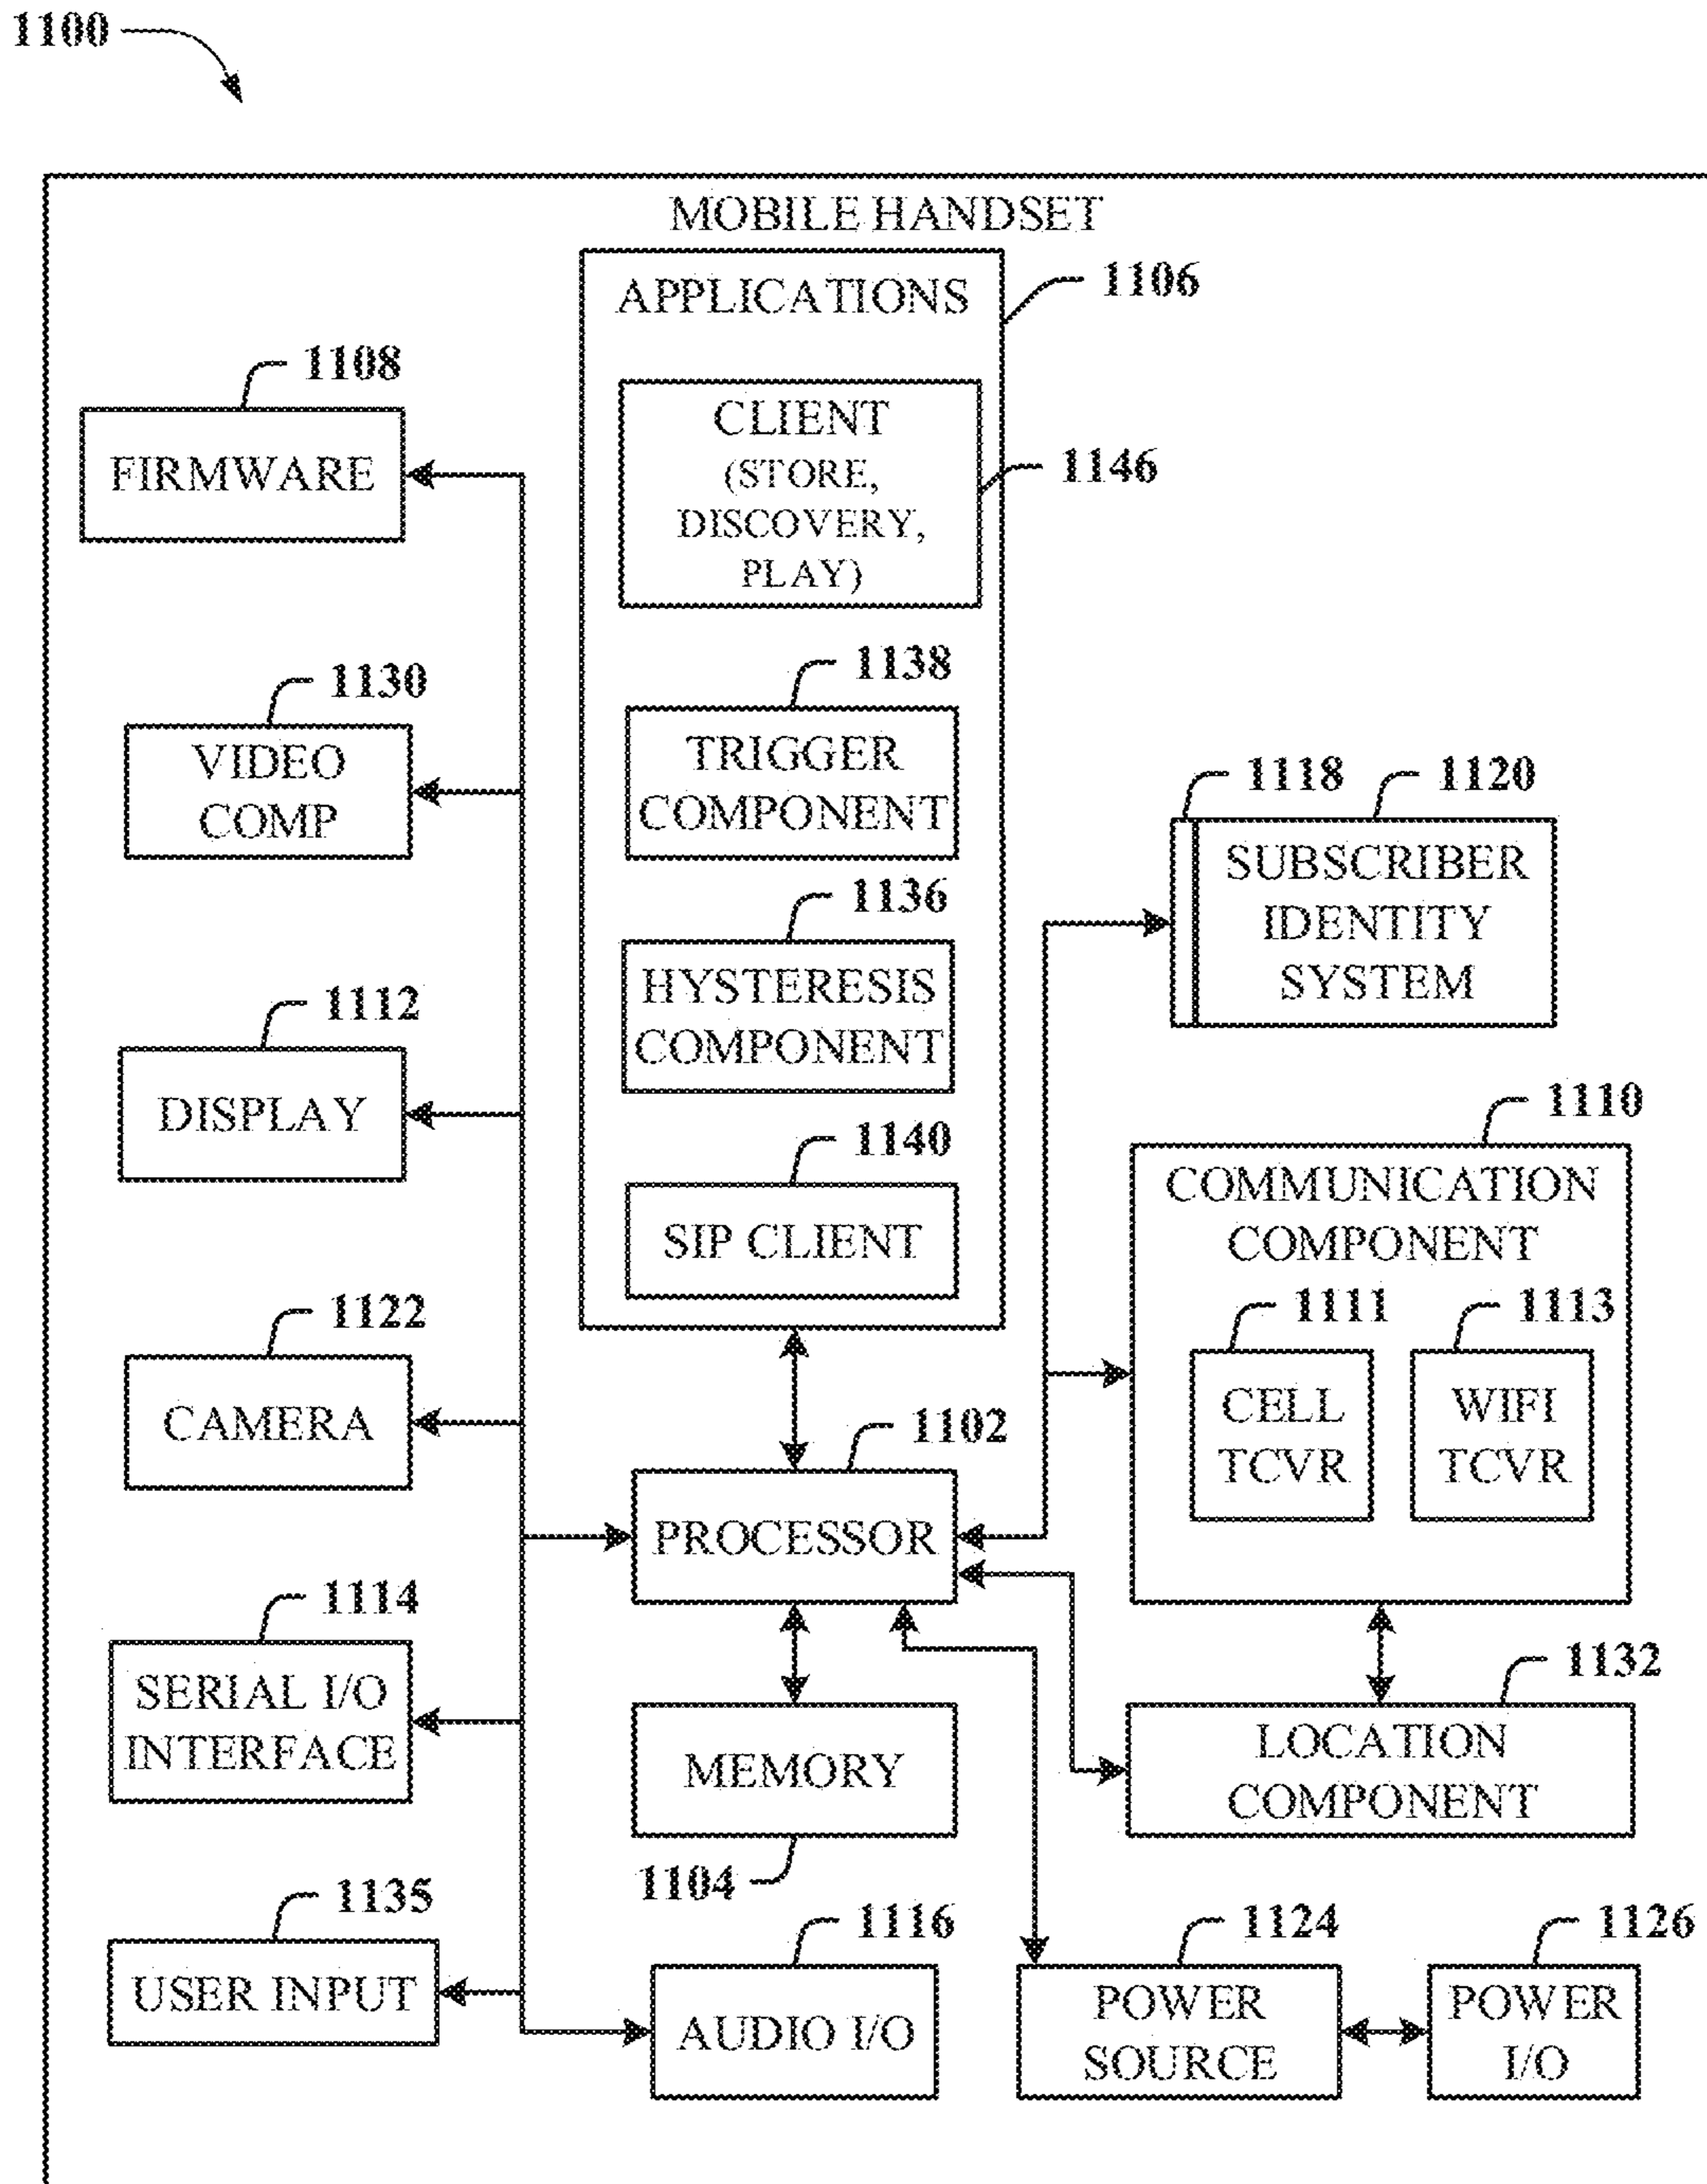 1100
MOBILE HANDSET
APPLICATIONS
1106
CLIENT
(STORE,
DISCOVERY,
PLAY)
1146
1138
TRIGGER
COMPONENT
1136
HYSTERESIS
COMPONENT
1140
SIP CLIENT
1108
FIRMWARE
1130
VIDEO
COMP
1112
DISPLAY
1122
CAMERA
1114
SERIAL I/O
INTERFACE
1135
USER INPUT
1102
PROCESSOR
MEMORY
1104
1116
AUDIO I/O
1118
1120
SUBSCRIBER
IDENTITY
SYSTEM
1110
COMMUNICATION
COMPONENT
1111
CELL
TCVR
1113
WIFI
TCVR
1132
LOCATION
COMPONENT
1124
POWER
SOURCE
1126
POWER
I/O